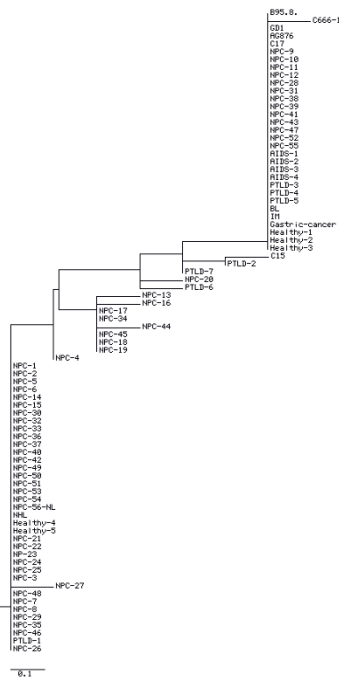 B95.8.
C666-1
GD1
AG876
C17
NPC-9
NPC-10
NPC-11
NPC-12
NPC-28
NPC-31
NPC-38
NPC-39
NPC-41
NPC-43
NPC-47
NPC-52
NPC-55
AIDS-1
AIDS-2
AIDS-3
AIDS-4
PTLD-3
PTLD-4
PTLD-5
BL
IM
Gastric-cancer
Healthy-1
Healthy-2
Healthy-3
C15
PTLD-2
PTLD-7
NPC-20
PTLD-6
NPC-13
NPC-16
NPC-17
NPC-34
NPC-44
NPC-45
NPC-18
NPC-19
NPC-4
NPC-1
NPC-2
NPC-5
NPC-6
NPC-14
NPC-15
NPC-30
NPC-32
NPC-33
NPC-36
NPC-37
NPC-40
NPC-42
NPC-49
NPC-50
NPC-51
NPC-53
NPC-54
NPC-56-NL
NHL
Healthy-4
Healthy-5
NPC-21
NPC-22
NP-23
NPC-24
NPC-25
NPC-3
NPC-27
NPC-48
NPC-7
NPC-8
NPC-29
NPC-35
NPC-46
PTLD-1
NPC-26
0.1